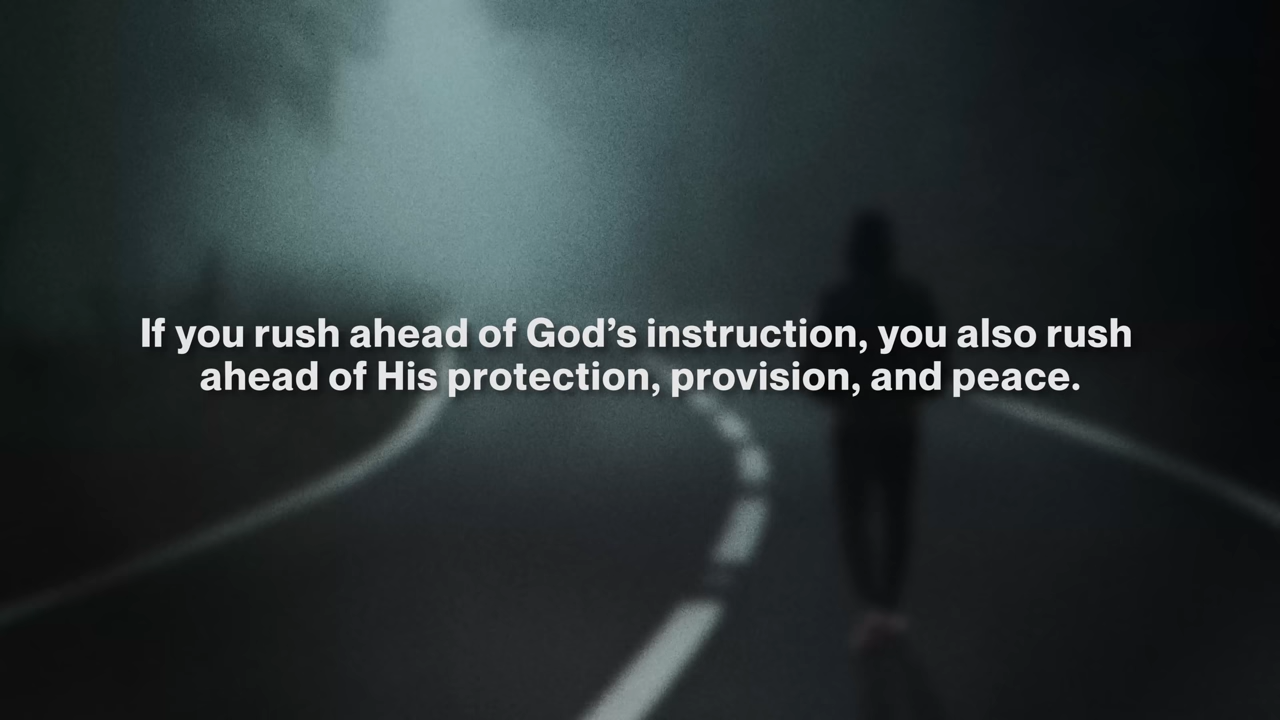 If you rush ahead of God’s instruction, you also rush
ahead of His protection, provision, and peace.